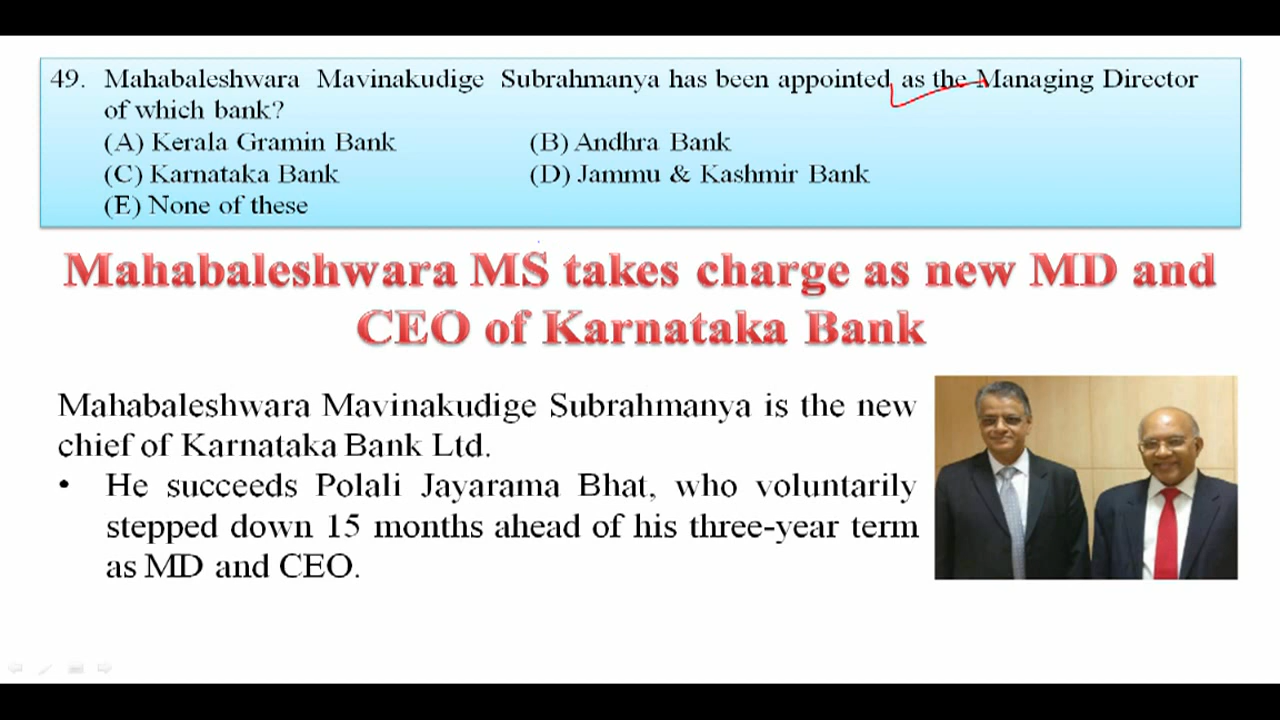 49. Mahabaleshwara Mavinakudige Subrahmanya has been appointed as the Managing Director
of which bank?
(A) Kerala Gramin Bank (B) Andhra Bank
(C) Karnataka Bank (D) Jammu & Kashmir Bank
(E) None of these
Mahabaleshwara MS takes charge as new MD and
CEO of Karnataka Bank
Mahabaleshwara Mavinakudige Subrahmanya is the new
chief of Karnataka Bank Ltd.
• He succeeds Polali Jayarama Bhat, who voluntarily
stepped down 15 months ahead of his three-year term
as MD and CEO.